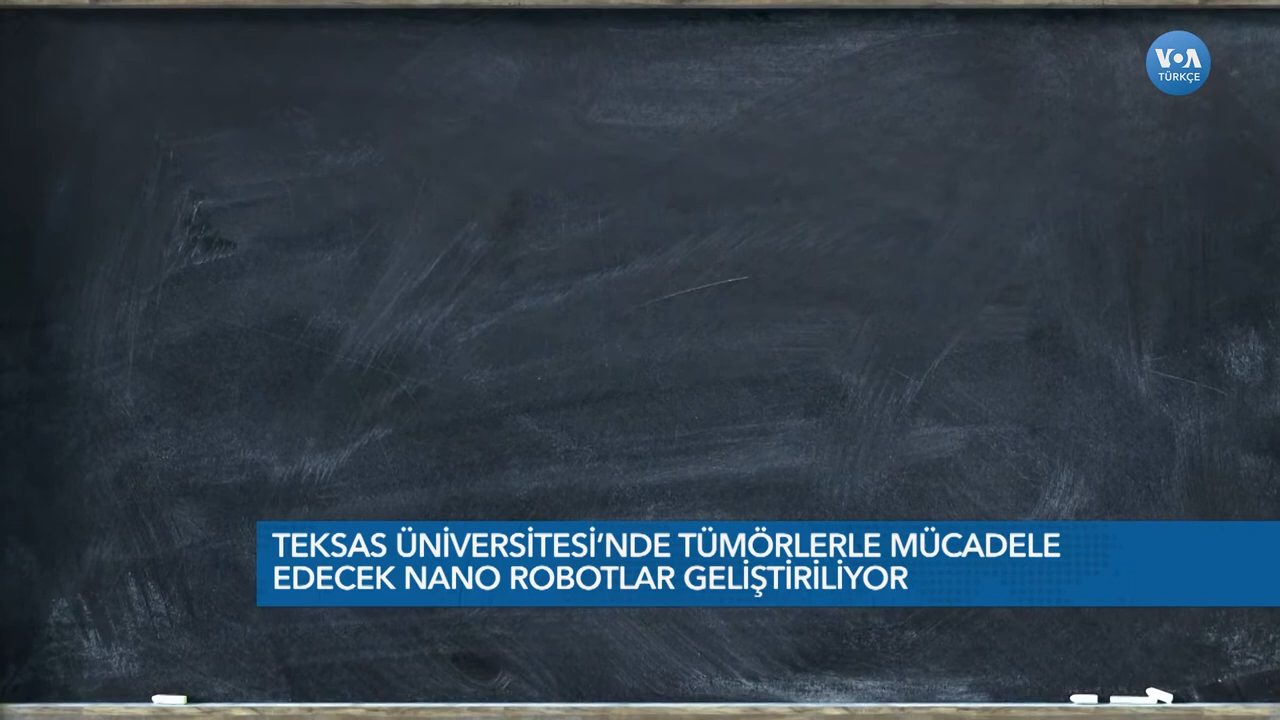 VOA
TÜRKÇE
TEKSAS ÜNİVERSİTESİ'NDE TÜMÖRLERLE MÜCADELE
EDECEK NANO ROBOTLAR GELİŞTİRİLİYOR